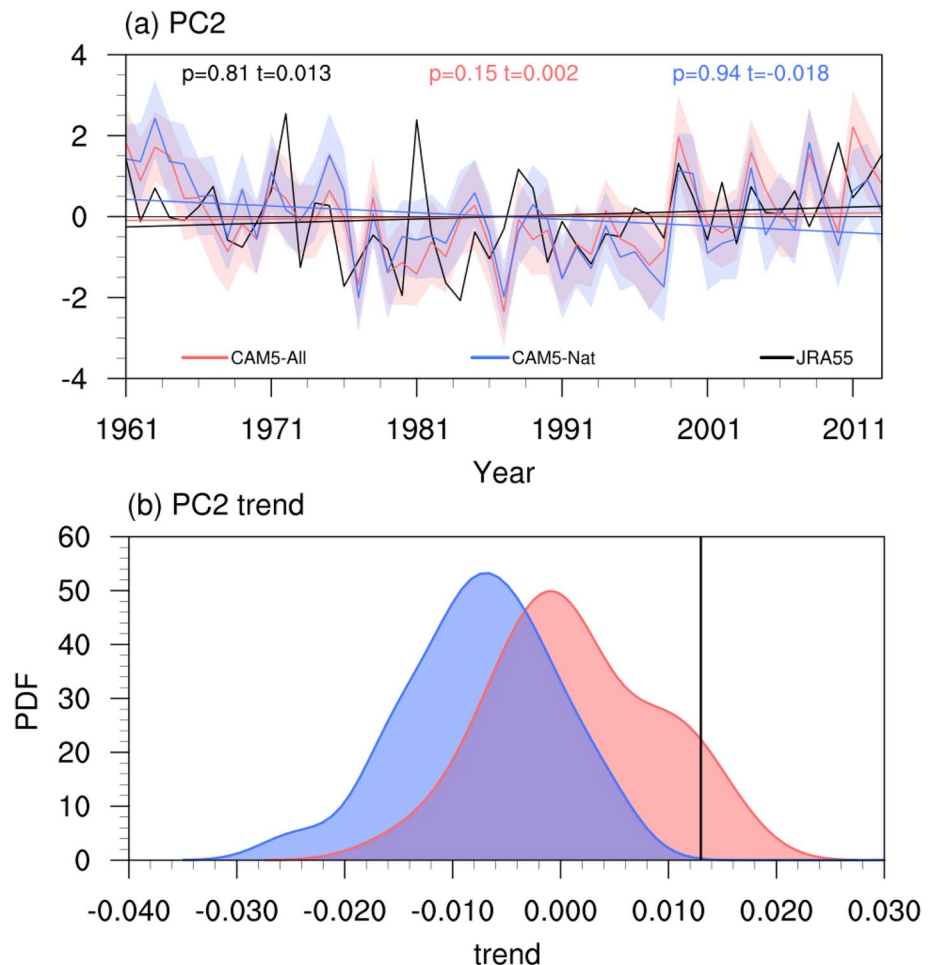 (a) PC2
4
p=0.81 t=0.013 p=0.15 t=0.002 p=0.94 t=-0.018
2
0
-2
CAM5-All CAM5-Nat JRA55
-4
1961 1971 1981 1991 2001 2011
Year
(b) PC2 trend
60
50
40
PDF
30
20
10
0
-0.040 -0.030 -0.020 -0.010 0.000 0.010 0.020 0.030
trend